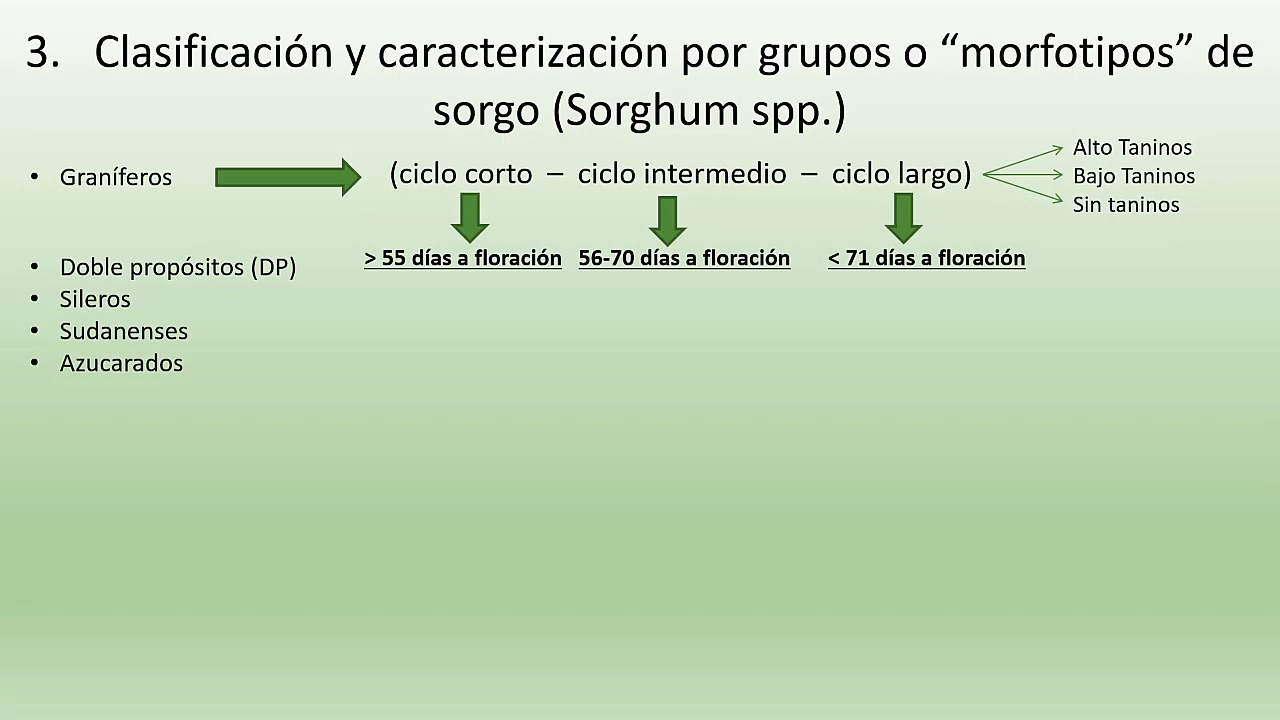 3. Clasificación y caracterización por grupos o “morfotipos” de
sorgo (Sorghum spp.)
• Graníferos
(ciclo corto – ciclo intermedio – ciclo largo)
Alto Taninos
Bajo Taninos
Sin taninos
> 55 días a floración
56-70 días a floración
< 71 días a floración
• Doble propósitos (DP)
• Sileros
• Sudanenses
• Azucarados